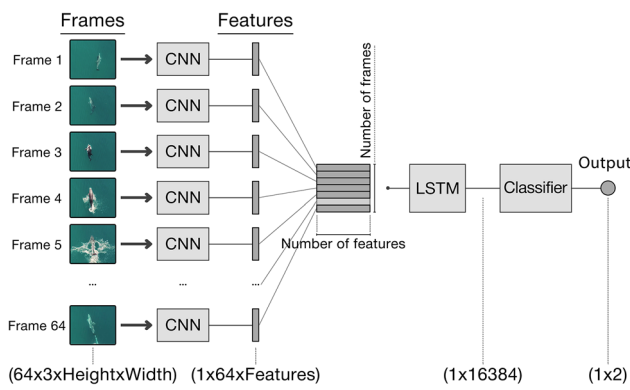 Frames
Features
Frame 1
CNN
Frame 2
CNN
Frame 3
CNN
Frame 4
CNN
Frame 5
CNN
...
...
...
Frame 64
CNN
Number of frames
Number of features
LSTM
Classifier
Output
(64x3xHeightxWidth)
(1x64xFeatures)
(1x16384)
(1x2)